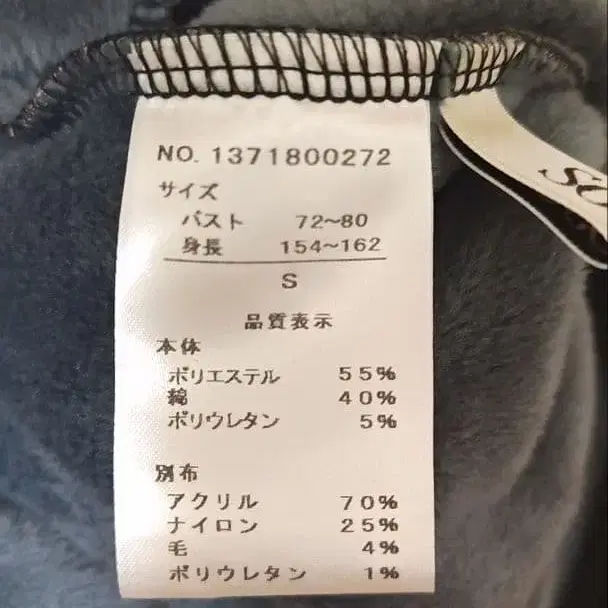 NO. 1371800272
サイズ
バスト 72~80
身長 154~162
S
品質表示
本体
ポリエステル 55%
綿 40%
ポリウレタン 5%
別布
アクリル 70%
ナイロン 25%
毛 4%
ポリウレタン 1%